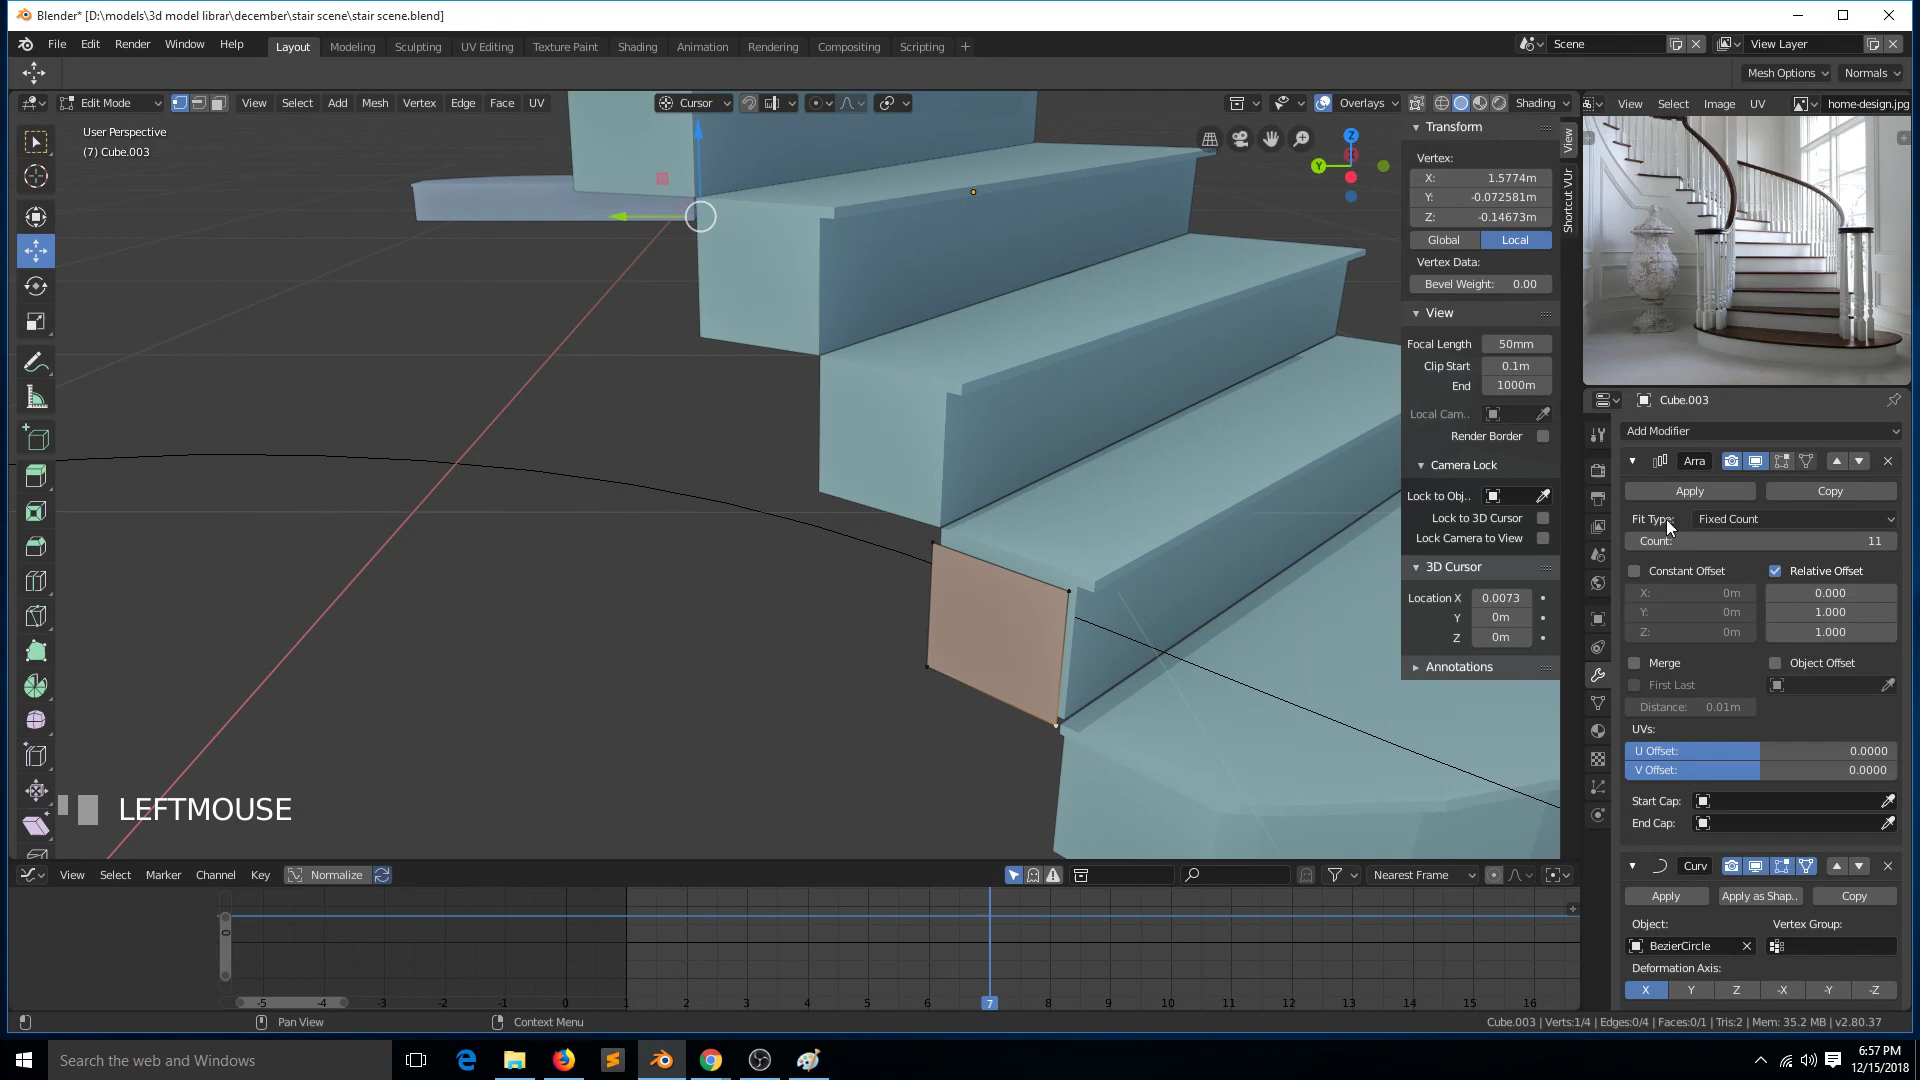 Blender* [D:\models\3d model librar\december\stair scene\stair scene.blend]
File Edit Render Window Help Layout Modeling Sculpting UV Editing Texture Paint Shading Animation Rendering Compositing Scripting + Scene View Layer
Mesh Options Normals
Edit Mode View Select Add Mesh Vertex Edge Face UV Cursor Overlays Shading View Select Image UV home-design.jpg
User Perspective
(7) Cube.003
Z
Y
Transform
Vertex:
X: 1.5774m
Y: -0.072581m
Z: -0.14673m
Global Local
Vertex Data:
Bevel Weight: 0.00
View
Focal Length 50mm
Clip Start 0.1m
End 1000m
Local Cam..
Render Border
Camera Lock
Lock to Obj..
Lock to 3D Cursor
Lock Camera to View
3D Cursor
Location X 0.0073
Y 0m
Z 0m
Annotations
View
Shortcut VUr
Cube.003
Add Modifier
Arra
Apply Copy
Fit Type: Fixed Count
Count: 11
Constant Offset Relative Offset
X: 0m 0.000
Y: 0m 1.000
Z: 0m 1.000
Merge Object Offset
First Last
Distance: 0.01m
UVs:
U Offset: 0.0000
V Offset: 0.0000
Start Cap:
End Cap:
Curv
Apply Apply as Shap.. Copy
Object: Vertex Group:
BezierCircle
Deformation Axis:
X Y Z -X -Y -Z
LEFTMOUSE
View Select Marker Channel Key Normalize Nearest Frame
0
-5 -4 -3 -2 -1 0 1 2 3 4 5 6 7 8 9 10 11 12 13 14 15 16
Pan View Context Menu Cube.003 | Verts:1/4 | Edges:0/4 | Faces:0/1 | Tris:2 | Mem: 35.2 MB | v2.80.37
Search the web and Windows
6:57 PM
12/15/2018